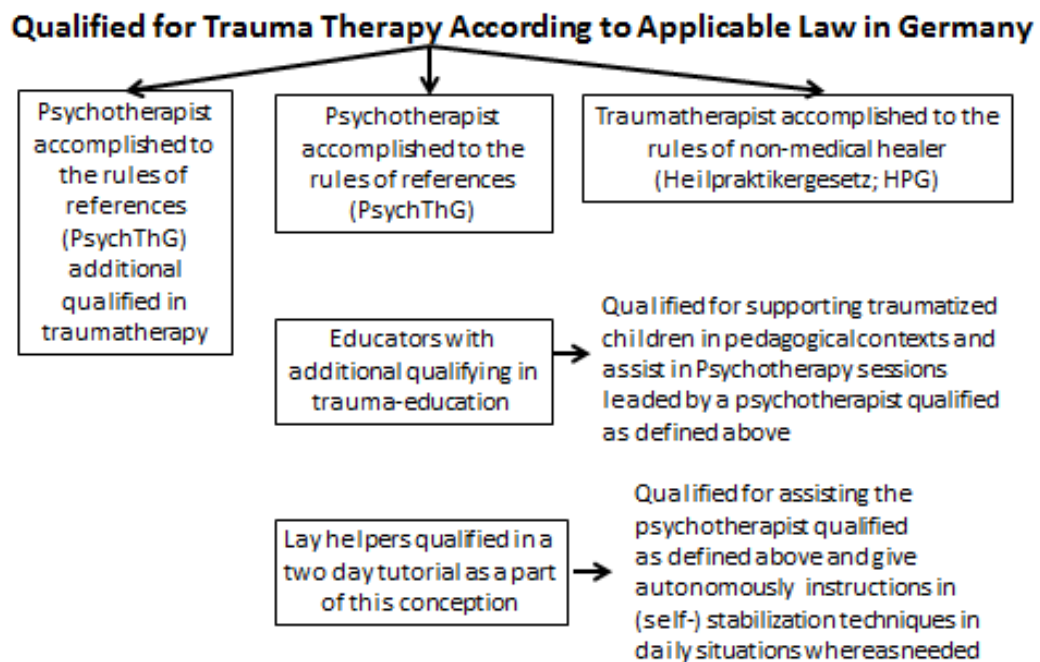 Qualified for Trauma Therapy According to Applicable Law in Germany
Psychotherapist
accomplished to
the rules of
references
(PsychThG)
additional
qualified in
traumatherapy
Psychotherapist
accomplished to the
rules of references
(PsychThG)
Traumatherapist accomplished to the
rules of non-medical healer
(Heilpraktikergesetz; HPG)
Educators with
additional qualifying in
trauma-education
Qualified for supporting traumatized
children in pedagogical contexts and
assist in Psychotherapy sessions
leaded by a psychotherapist qualified
as defined above
Lay helpers qualified in a
two day tutorial as a part
of this conception
Qualified for assisting the
psychotherapist qualified
as defined above and give
autonomously instructions in
(self-) stabilization techniques in
daily situations whereas needed